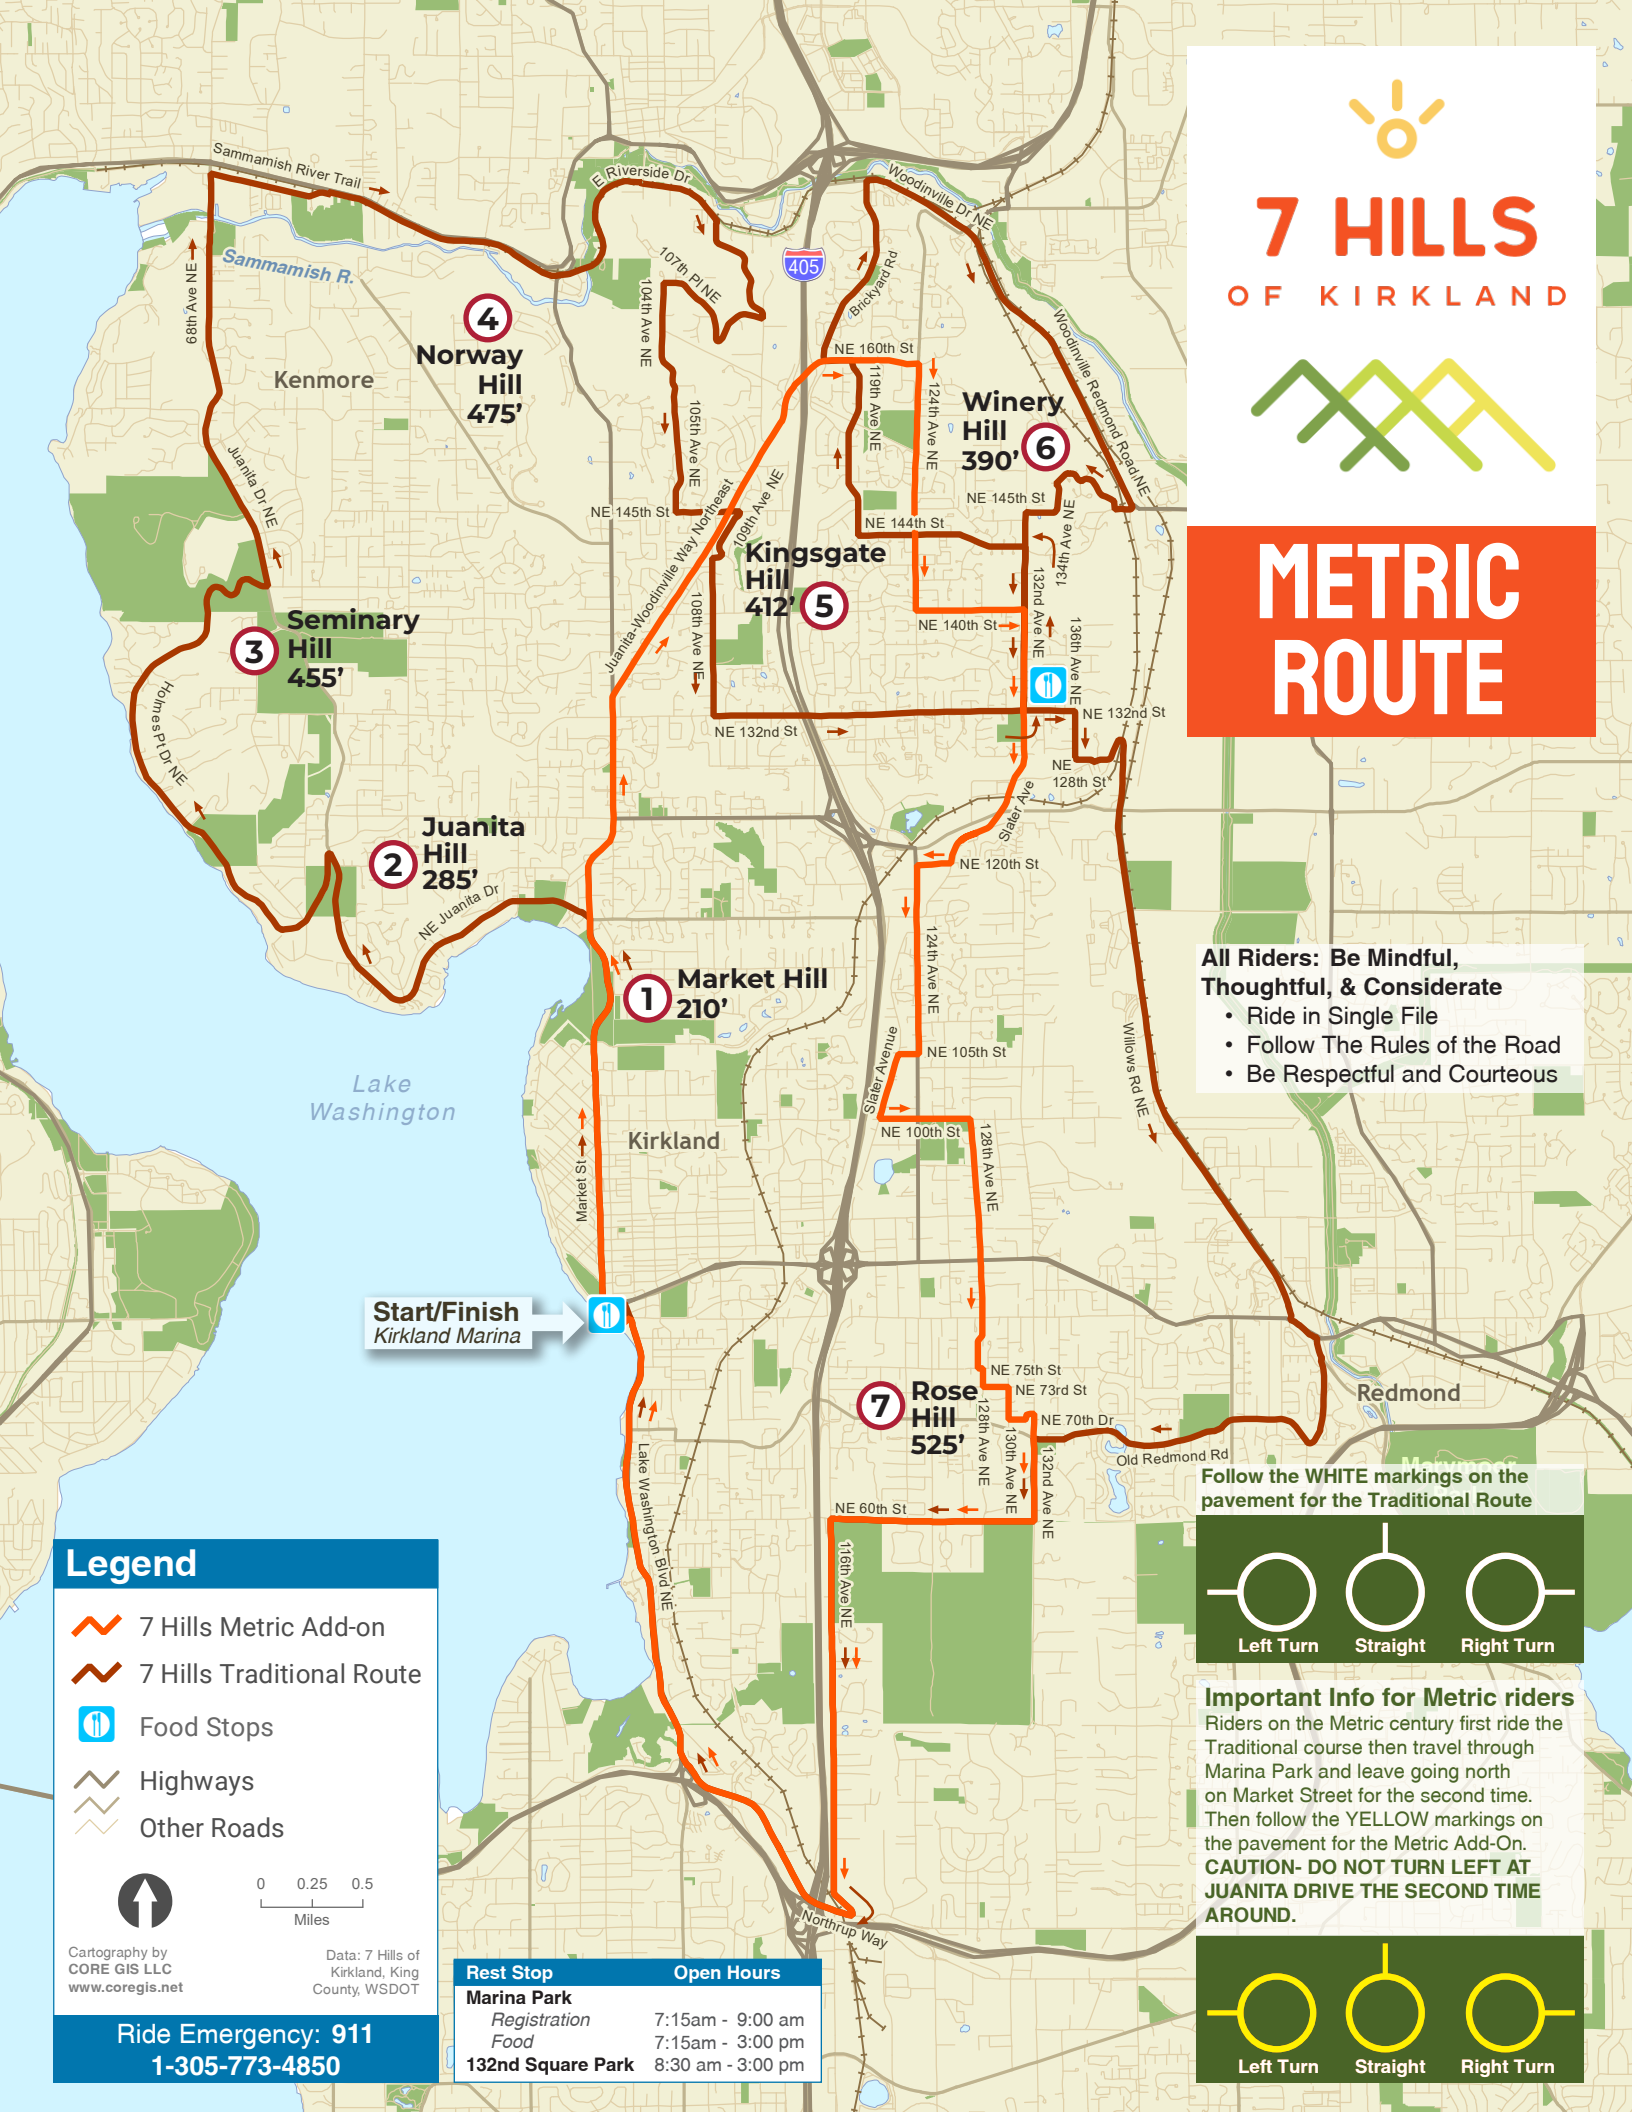 7 HILLS
OF KIRKLAND
METRIC
ROUTE
Sammamish River Trail
E Riverside Dr
Woodinville Dr NE
Sammamish R.
68th Ave NE
107th Pl NE
104th Ave NE
405
Brickyard Rd
Woodinville Redmond Road NE
4
Norway
Hill
475’
Kenmore
NE 160th St
119th Ave NE
124th Ave NE
105th Ave NE
Winery
Hill
390’
6
Juanita Dr NE
NE 145th St
109th Ave NE
NE 145th St
NE 144th St
134th Ave NE
Juanita-Woodinville Way Northeast
Kingsgate
Hill
412’
5
108th Ave NE
132nd Ave NE
NE 140th St
136th Ave NE
3
Seminary
Hill
455’
Holmes Pt Dr NE
NE 132nd St
NE 132nd St
NE
128th St
Slater Ave
2
Juanita
Hill
285’
NE Juanita Dr
NE 120th St
124th Ave NE
1
Market Hill
210’
Willows Rd NE
All Riders: Be Mindful,
Thoughtful, & Considerate
• Ride in Single File
• Follow The Rules of the Road
• Be Respectful and Courteous
Lake
Washington
Slater Avenue
NE 105th St
NE 100th St
Kirkland
Market St
128th Ave NE
Start/Finish
Kirkland Marina
NE 75th St
NE 73rd St
7
Rose
Hill
525’
128th Ave NE
130th Ave NE
NE 70th Dr
132nd Ave NE
Old Redmond Rd
Redmond
Marymoor
Lake Washington Blvd NE
NE 60th St
116th Ave NE
Northrup Way
Follow the WHITE markings on the
pavement for the Traditional Route
Left Turn Straight Right Turn
Important Info for Metric riders
Riders on the Metric century first ride the
Traditional course then travel through
Marina Park and leave going north
on Market Street for the second time.
Then follow the YELLOW markings on
the pavement for the Metric Add-On.
CAUTION- DO NOT TURN LEFT AT
JUANITA DRIVE THE SECOND TIME
AROUND.
Left Turn Straight Right Turn
Legend
7 Hills Metric Add-on
7 Hills Traditional Route
Food Stops
Highways
Other Roads
0 0.25 0.5
Miles
Cartography by
CORE GIS LLC
www.coregis.net
Data: 7 Hills of
Kirkland, King
County, WSDOT
Ride Emergency: 911
1-305-773-4850
Rest Stop Open Hours
Marina Park
Registration 7:15am - 9:00 am
Food 7:15am - 3:00 pm
132nd Square Park 8:30 am - 3:00 pm